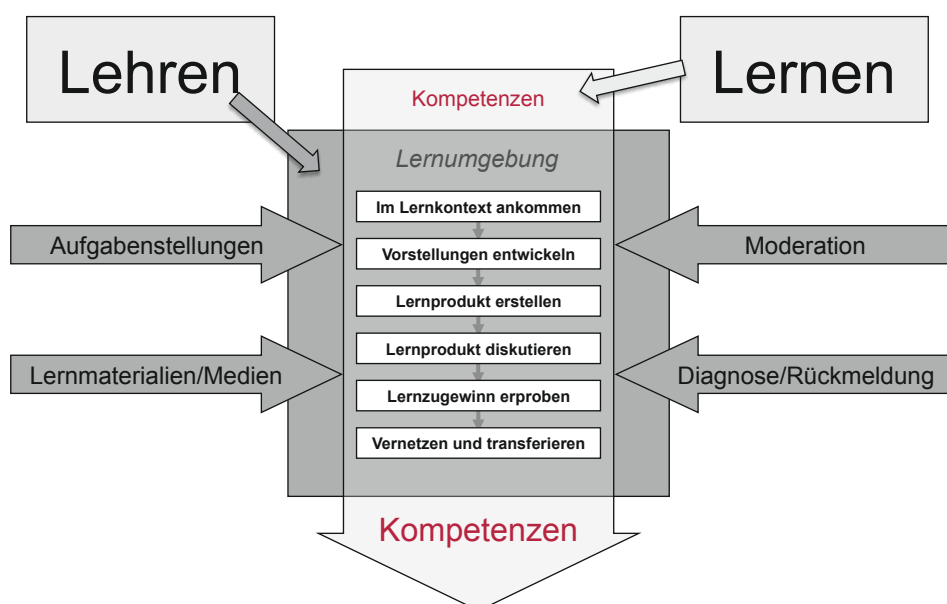 Lehren
Lernen
Kompetenzen
Lernumgebung
Im Lernkontext ankommen
Aufgabenstellungen
Moderation
Vorstellungen entwickeln
Lernprodukt erstellen
Lernprodukt diskutieren
Lernmaterialien/Medien
Diagnose/Rückmeldung
Lernzugewinn erproben
Vernetzen und transferieren
Kompetenzen